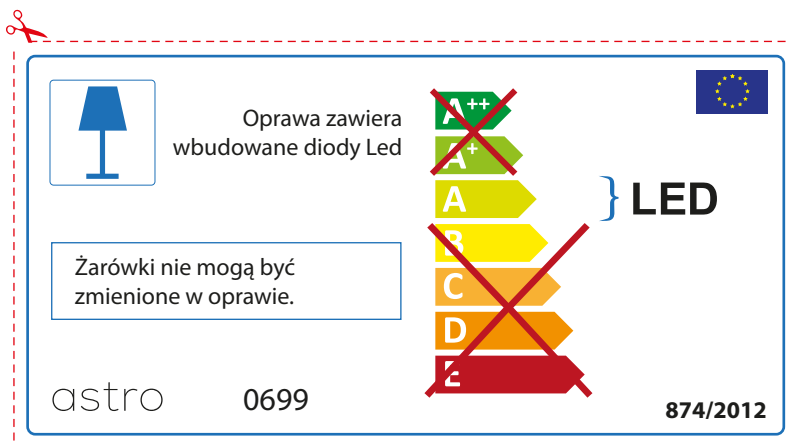 Oprawa zawiera
wbudowane diody Led
A++
A+
A
B
C
D
E
LED
Żarówki nie mogą być
zmienione w oprawie.
astro
0699
874/2012